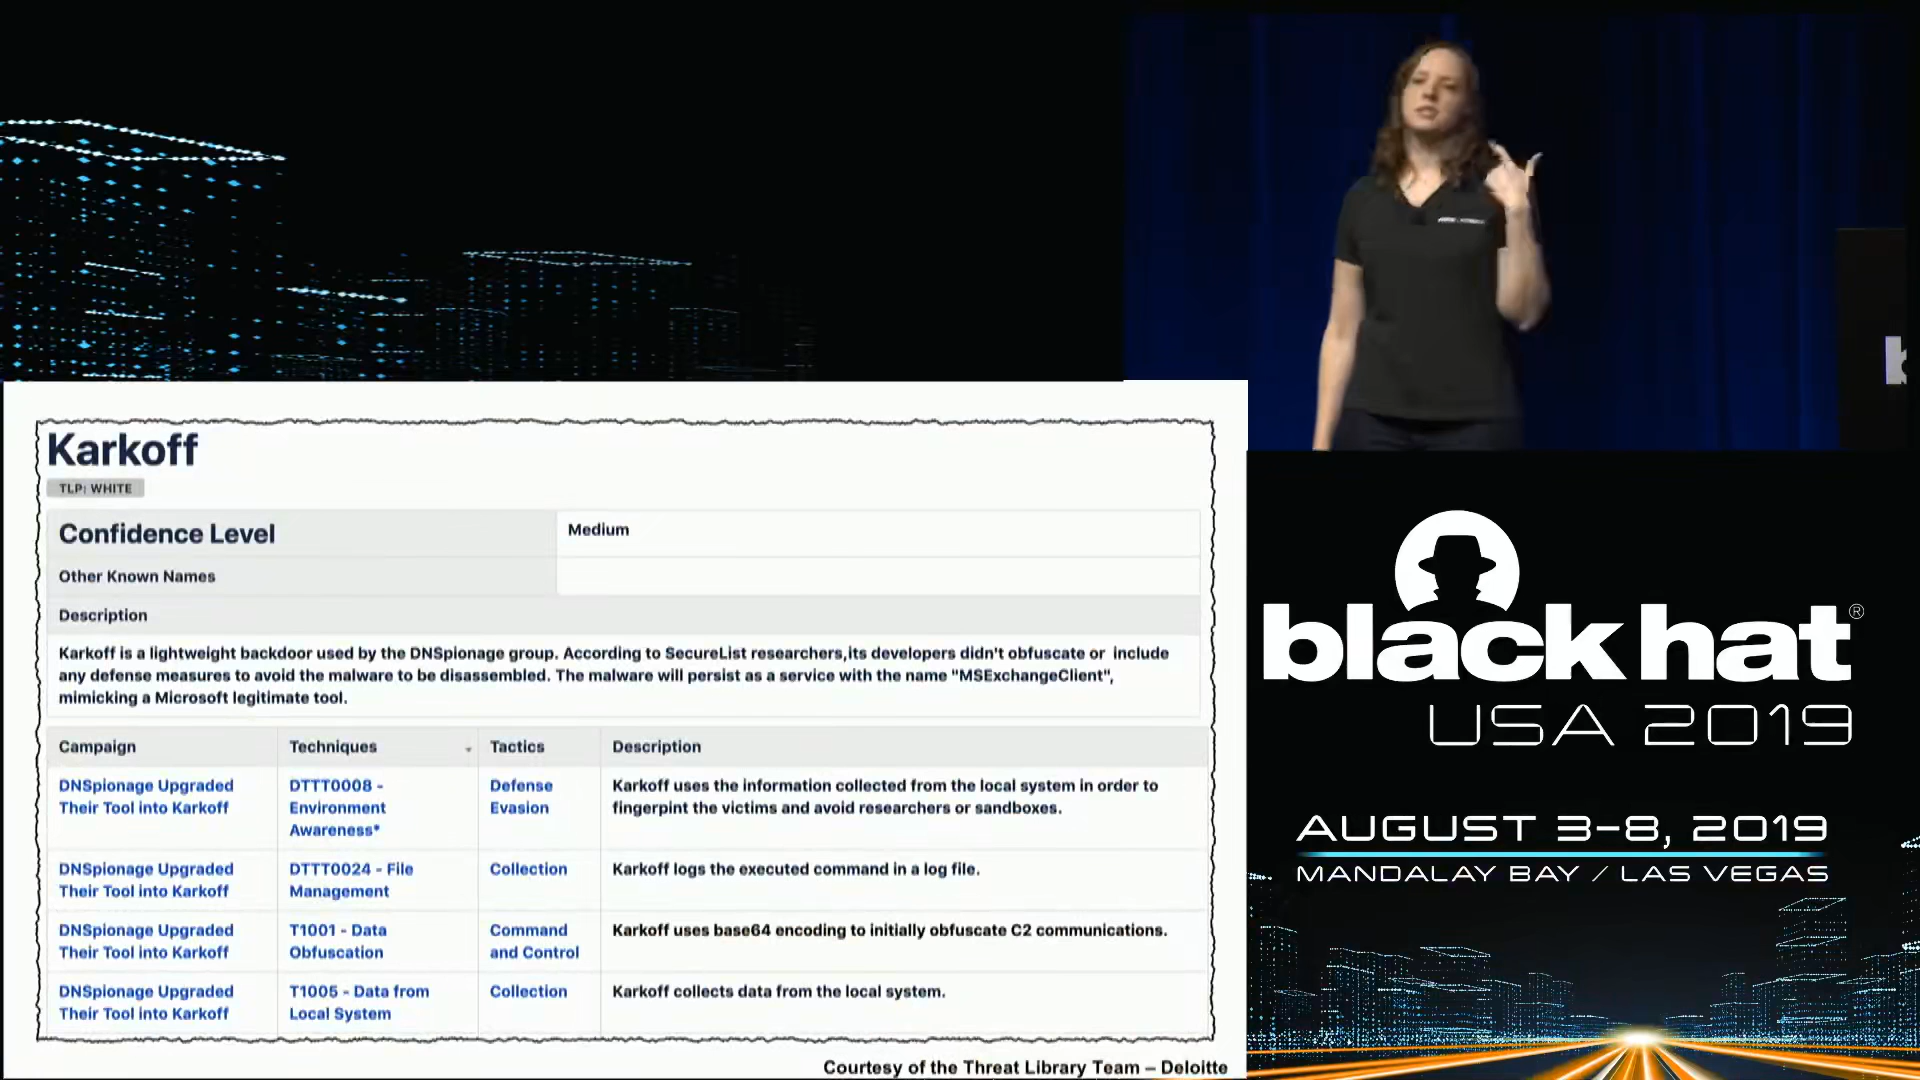 Karkoff
TLP: WHITE
Confidence Level
Medium
Other Known Names
Description
Karkoff is a lightweight backdoor used by the DNSpionage group. According to SecureList researchers,its developers didn't obfuscate or include
any defense measures to avoid the malware to be disassembled. The malware will persist as a service with the name "MSExchangeClient",
mimicking a Microsoft legitimate tool.
Campaign
Techniques
Tactics
Description
DNSpionage Upgraded
Their Tool into Karkoff
DTTT0008 -
Environment
Awareness*
Defense
Evasion
Karkoff uses the information collected from the local system in order to
fingerpint the victims and avoid researchers or sandboxes.
DNSpionage Upgraded
Their Tool into Karkoff
DTTT0024 - File
Management
Collection
Karkoff logs the executed command in a log file.
DNSpionage Upgraded
Their Tool into Karkoff
T1001 - Data
Obfuscation
Command
and Control
Karkoff uses base64 encoding to initially obfuscate C2 communications.
DNSpionage Upgraded
Their Tool into Karkoff
T1005 - Data from
Local System
Collection
Karkoff collects data from the local system.
Courtesy of the Threat Library Team – Deloitte
black hat®
USA 2019
AUGUST 3-8, 2019
MANDALAY BAY / LAS VEGAS